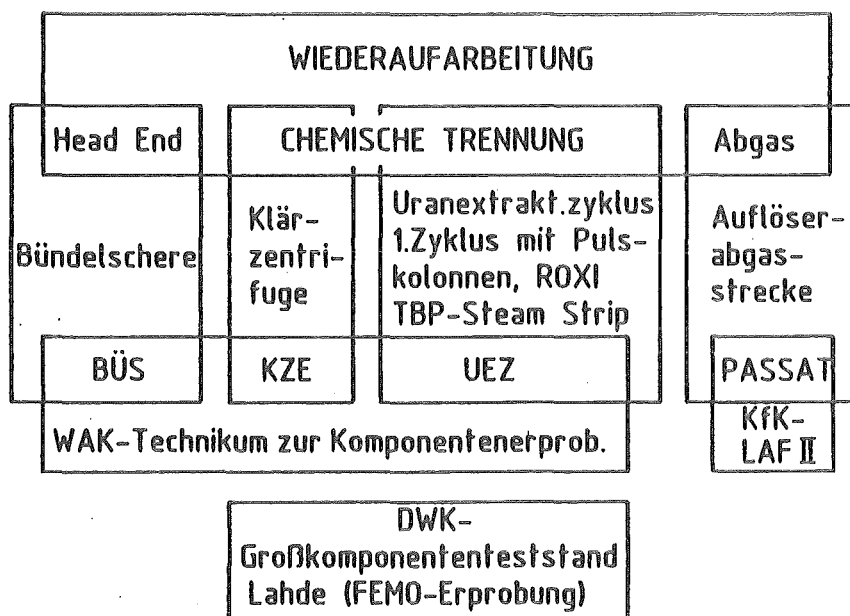 WIEDERAUFARBEITUNG
Head End
CHEMISCHE TRENNUNG
Abgas
Bündelschere
Klär-
zentri-
fuge
Uranextrakt.zyklus
1.Zyklus mit Puls-
kolonnen, ROXI
TBP-Steam Strip
Auflöser-
abgas-
strecke
BÜS
KZE
UEZ
PASSAT
WAK-Technikum zur Komponentenerprob.
KfK-
LAF II
DWK-
Großkomponententeststand
Lahde (FEMO-Erprobung)